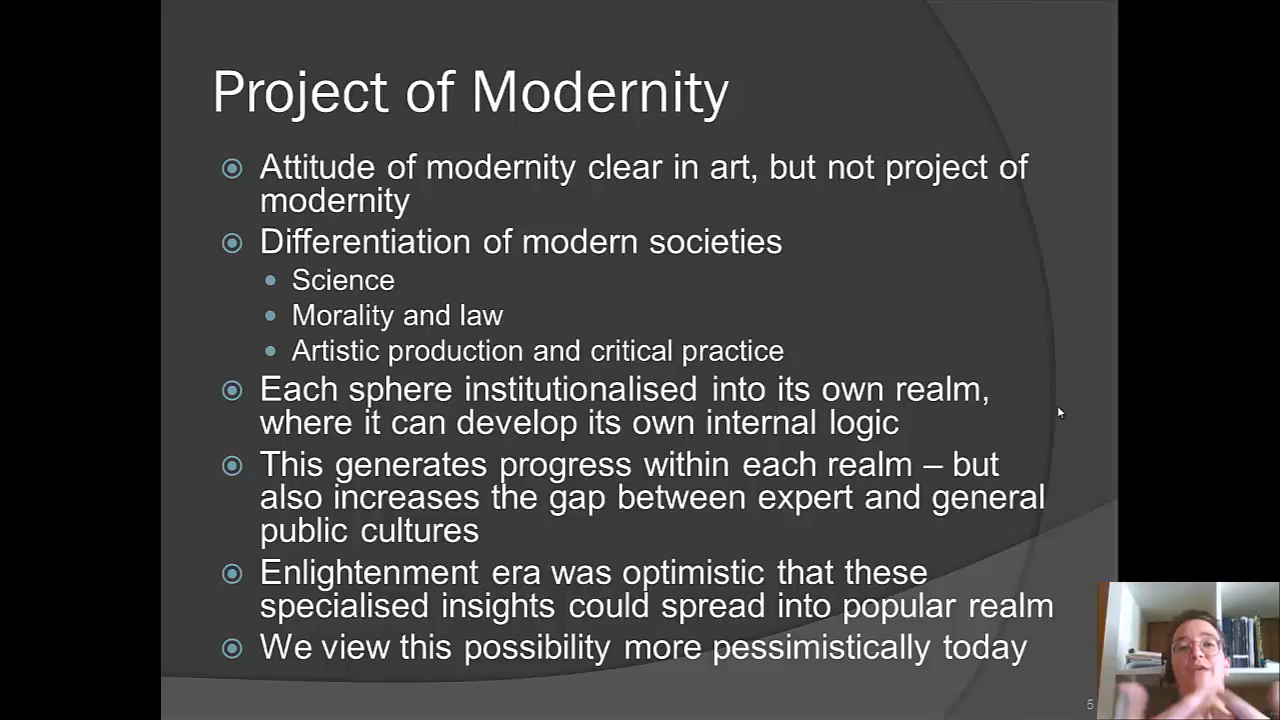 Project of Modernity
Attitude of modernity clear in art, but not project of
modernity
Differentiation of modern societies
Science
Morality and law
Artistic production and critical practice
Each sphere institutionalised into its own realm,
where it can develop its own internal logic
This generates progress within each realm – but
also increases the gap between expert and general
public cultures
Enlightenment era was optimistic that these
specialised insights could spread into popular realm
We view this possibility more pessimistically today
5